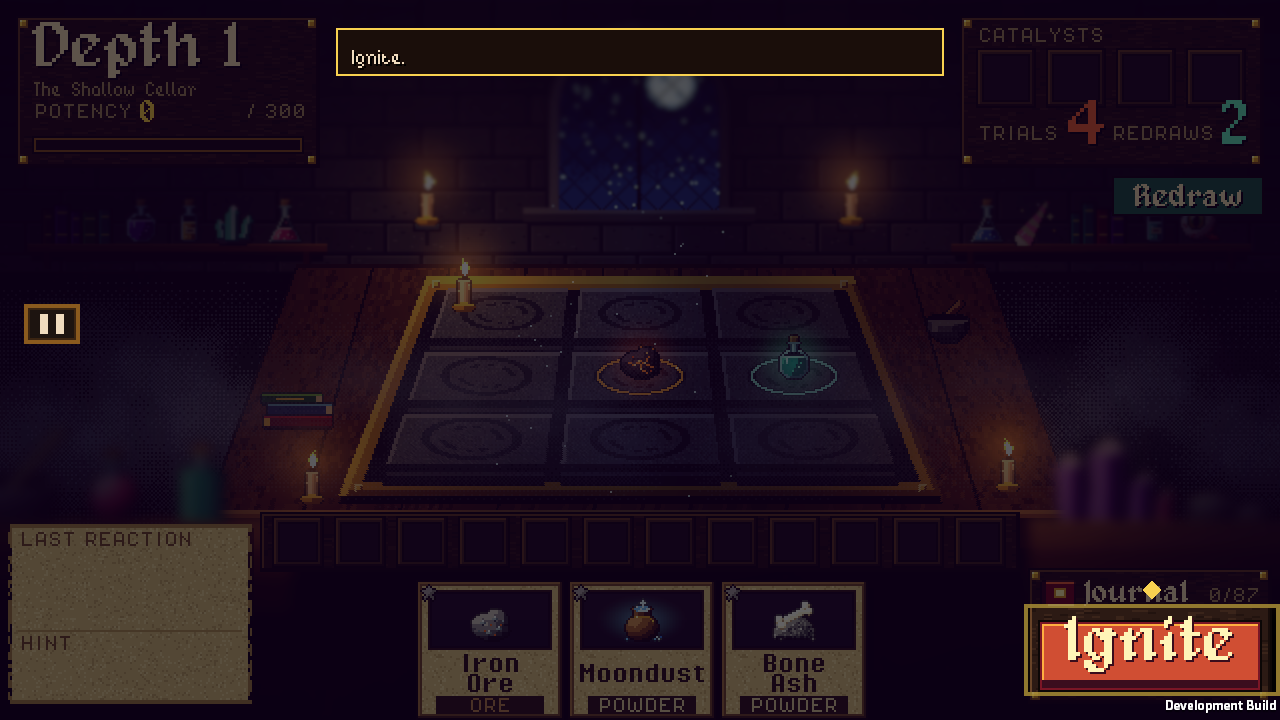 Depth 1
The Shallow Cellar
POTENCY 0 / 300
Ignite.
CATALYSTS
TRIALS 4 REDRAWS 2
Redraw
LAST REACTION
HINT
Iron
Ore
ORE
Moondust
POWDER
Bone
Ash
POWDER
Journal 0/87
Ignite
Development Build